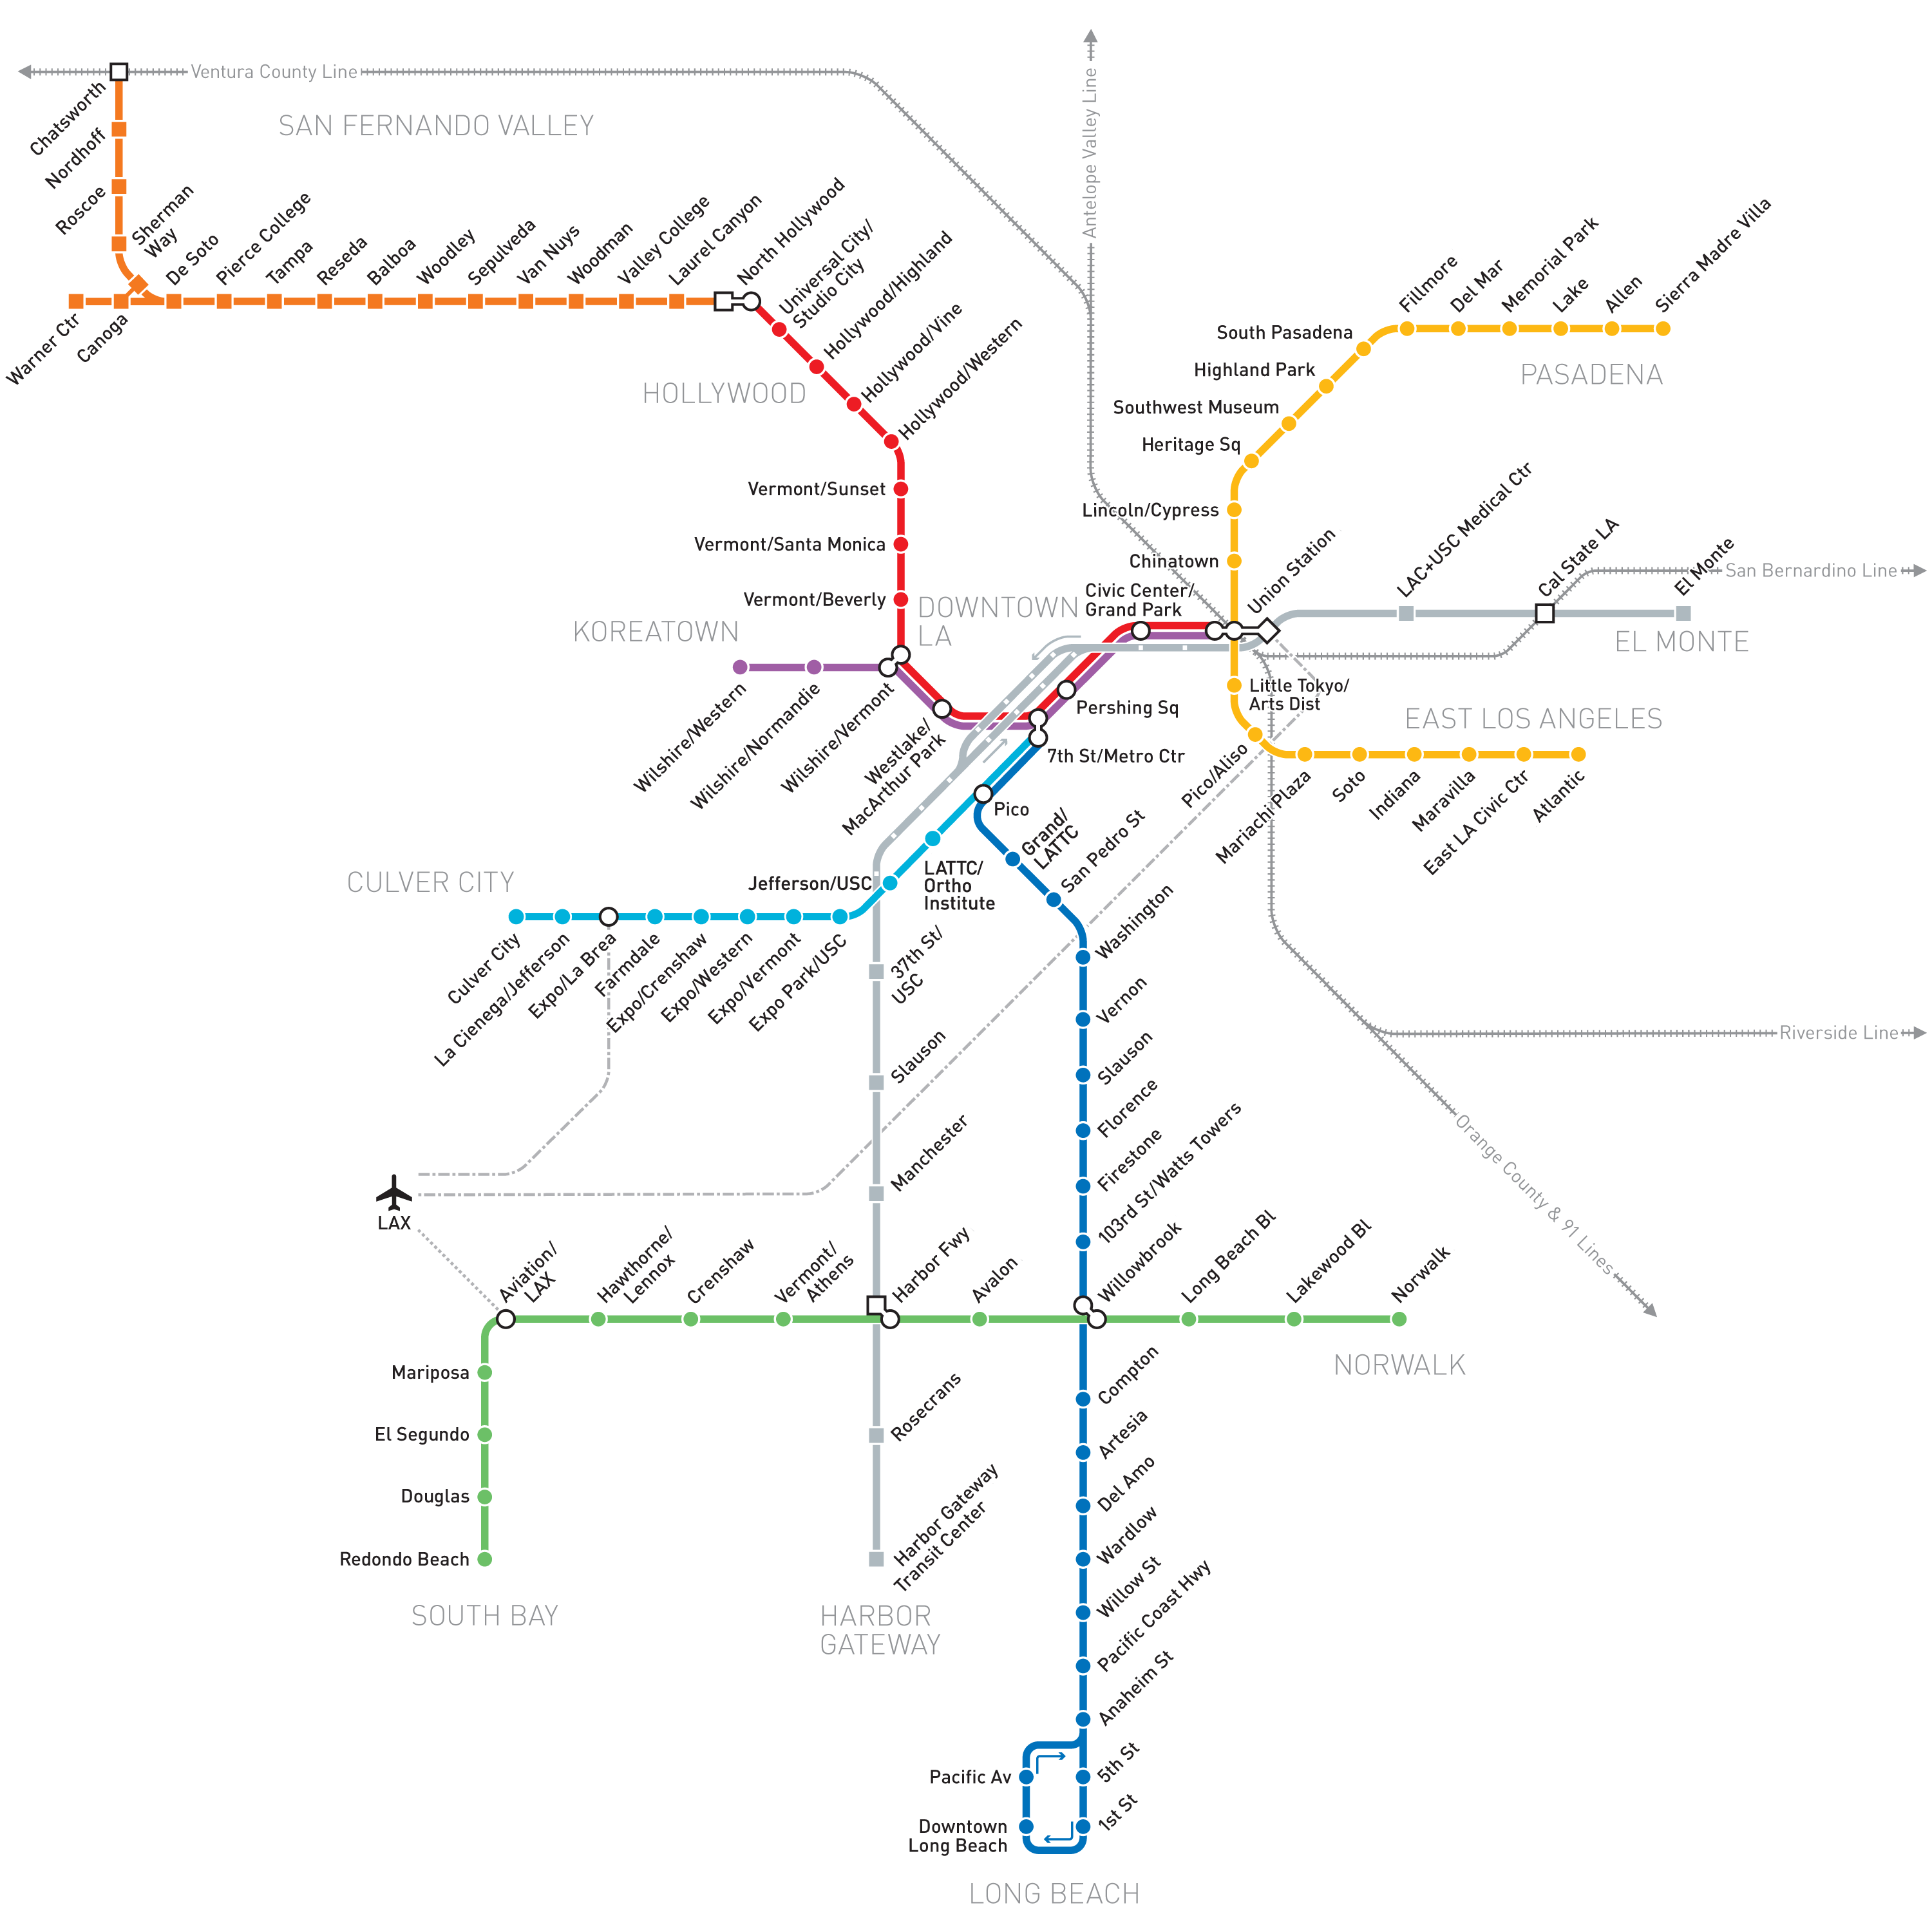 Ventura County Line
Antelope Valley Line
SAN FERNANDO VALLEY
Chatsworth
Nordhoff
Roscoe
Sherman
Way
De Soto
Pierce College
Tampa
Reseda
Balboa
Woodley
Sepulveda
Van Nuys
Woodman
Valley College
Laurel Canyon
North Hollywood
Warner Ctr
Canoga
Universal City/
Studio City
Hollywood/Highland
Hollywood/Vine
Hollywood/Western
HOLLYWOOD
Vermont/Sunset
Vermont/Santa Monica
Vermont/Beverly
Fillmore
Del Mar
Memorial Park
Lake
Allen
Sierra Madre Villa
South Pasadena
Highland Park
Southwest Museum
Heritage Sq
Lincoln/Cypress
Chinatown
PASADENA
Union Station
LAC+USC Medical Ctr
Cal State LA
El Monte
San Bernardino Line
EL MONTE
Civic Center/
Grand Park
DOWNTOWN
LA
KOREATOWN
Wilshire/Western
Wilshire/Normandie
Wilshire/Vermont
Westlake/
MacArthur Park
Pershing Sq
7th St/Metro Ctr
Little Tokyo/
Arts Dist
EAST LOS ANGELES
Pico/Aliso
Mariachi Plaza
Soto
Indiana
Maravilla
East LA Civic Ctr
Atlantic
Pico
Grand/
LATTC
San Pedro St
LATTC/
Ortho
Institute
Jefferson/USC
CULVER CITY
Culver City
La Cienega/Jefferson
Expo/La Brea
Farmdale
Expo/Crenshaw
Expo/Western
Expo/Vermont
Expo Park/USC
37th St/
USC
Slauson
Manchester
Washington
Vernon
Slauson
Florence
Firestone
103rd St/Watts Towers
Riverside Line
Orange County & 91 Lines
LAX
Aviation/
LAX
Hawthorne/
Lennox
Crenshaw
Vermont/
Athens
Harbor Fwy
Avalon
Willowbrook
Long Beach Bl
Lakewood Bl
Norwalk
NORWALK
Mariposa
El Segundo
Douglas
Redondo Beach
SOUTH BAY
Rosecrans
Harbor Gateway
Transit Center
HARBOR
GATEWAY
Compton
Artesia
Del Amo
Wardlow
Willow St
Pacific Coast Hwy
Anaheim St
Pacific Av
5th St
Downtown
Long Beach
1st St
LONG BEACH